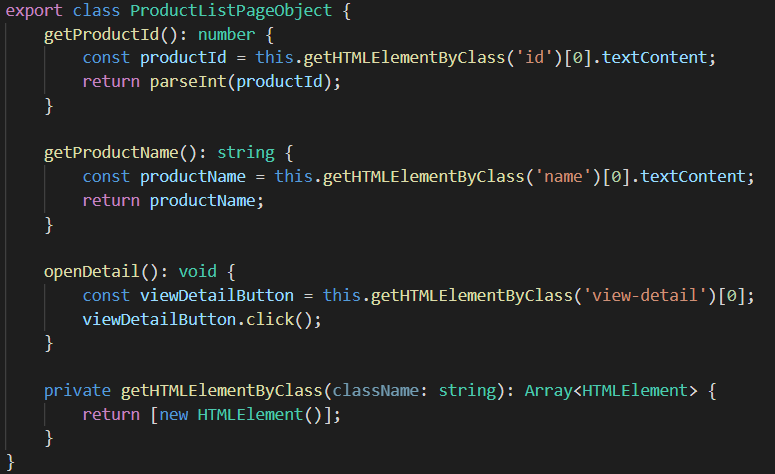 export class ProductListPageObject {
    getProductId(): number {
        const productId = this.getHTMLElementByClass('id')[0].textContent;
        return parseInt(productId);
    }

    getProductName(): string {
        const productName = this.getHTMLElementByClass('name')[0].textContent;
        return productName;
    }

    openDetail(): void {
        const viewDetailButton = this.getHTMLElementByClass('view-detail')[0];
        viewDetailButton.click();
    }

    private getHTMLElementByClass(className: string): Array<HTMLElement> {
        return [new HTMLElement()];
    }
}